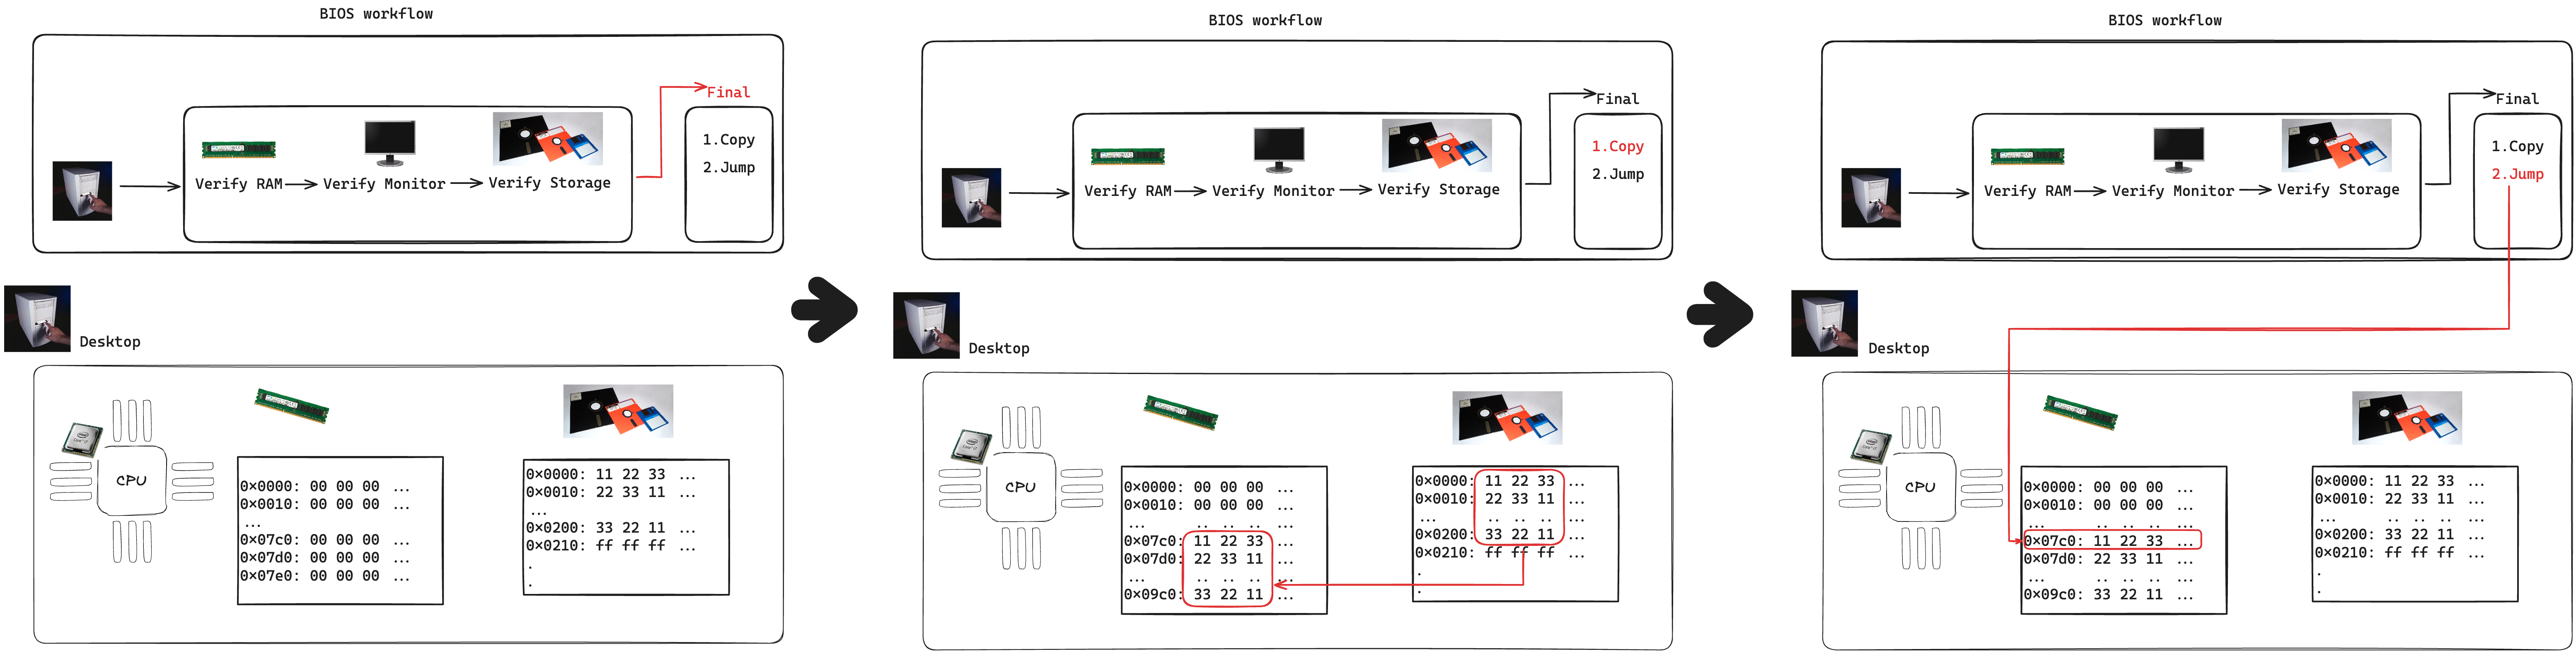 BIOS workflow
Final
1.Copy
2.Jump
Verify RAM
Verify Monitor
Verify Storage
Desktop
CPU
0x0000: 00 00 00 ...
0x0010: 00 00 00 ...
...
0x07c0: 00 00 00 ...
0x07d0: 00 00 00 ...
0x07e0: 00 00 00 ...
0x0000: 11 22 33 ...
0x0010: 22 33 11 ...
...
0x0200: 33 22 11 ...
0x0210: ff ff ff ...
.
.
BIOS workflow
Final
1.Copy
2.Jump
Verify RAM
Verify Monitor
Verify Storage
Desktop
CPU
0x0000: 00 00 00 ...
0x0010: 00 00 00 ...
... .. .. .. ...
0x07c0: 11 22 33 ...
0x07d0: 22 33 11 ...
... .. .. .. ...
0x09c0: 33 22 11 ...
0x0000: 11 22 33 ...
0x0010: 22 33 11 ...
... .. .. .. ...
0x0200: 33 22 11 ...
0x0210: ff ff ff ...
.
.
BIOS workflow
Final
1.Copy
2.Jump
Verify RAM
Verify Monitor
Verify Storage
Desktop
CPU
0x0000: 00 00 00 ...
0x0010: 00 00 00 ...
... .. .. .. ...
0x07c0: 11 22 33 ...
0x07d0: 22 33 11 ...
... .. .. .. ...
0x09c0: 33 22 11 ...
0x0000: 11 22 33 ...
0x0010: 22 33 11 ...
... .. .. .. ...
0x0200: 33 22 11 ...
0x0210: ff ff ff ...
.
.